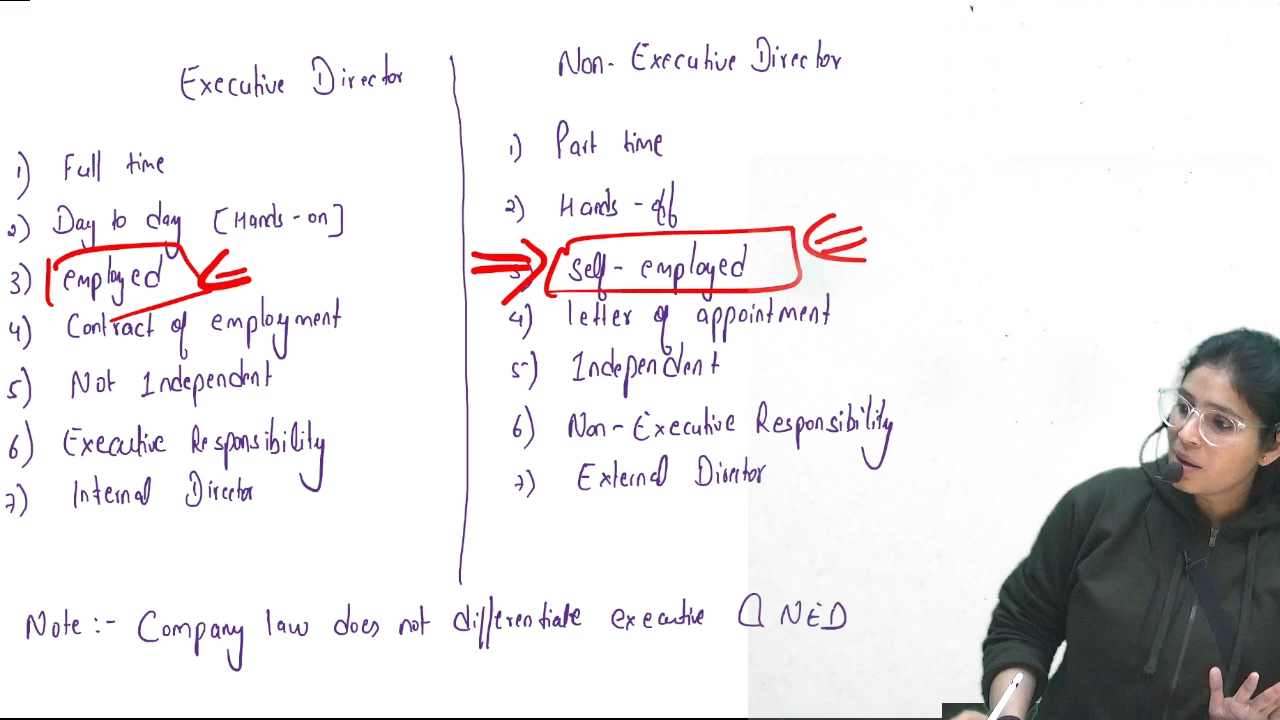 Executive Director
1) Full time
2) Day to day [Hands-on]
3) employed
4) Contract of employment
5) Not Independent
6) Executive Responsibility
7) Internal Director
Non-Executive Director
1) Part time
2) Hands-off
3) self-employed
4) letter of appointment
5) Independent
6) Non-Executive Responsibility
7) External Director
Note:- Company law does not differentiate executive & NED